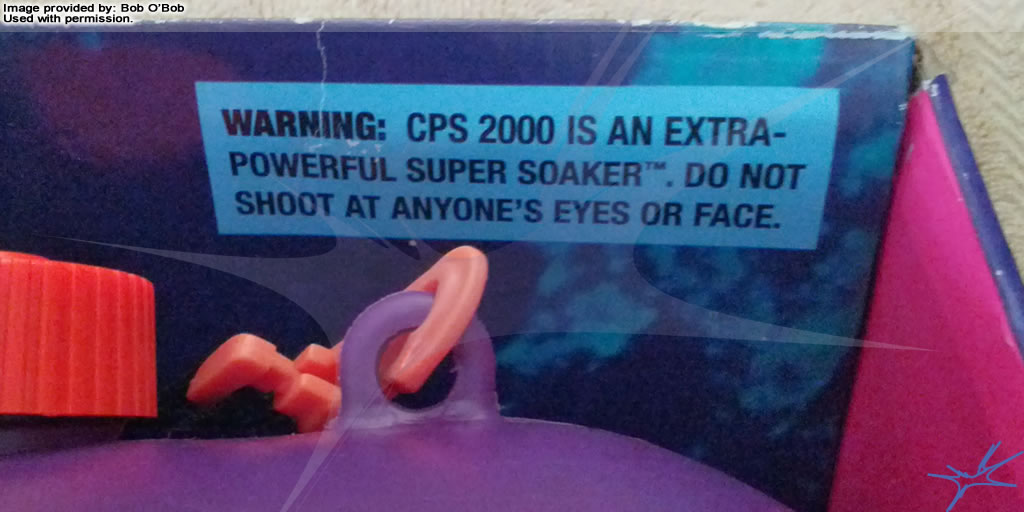 Image provided by: Bob O'Bob
Used with permission.
WARNING: CPS 2000 IS AN EXTRA-
POWERFUL SUPER SOAKER™. DO NOT
SHOOT AT ANYONE'S EYES OR FACE.